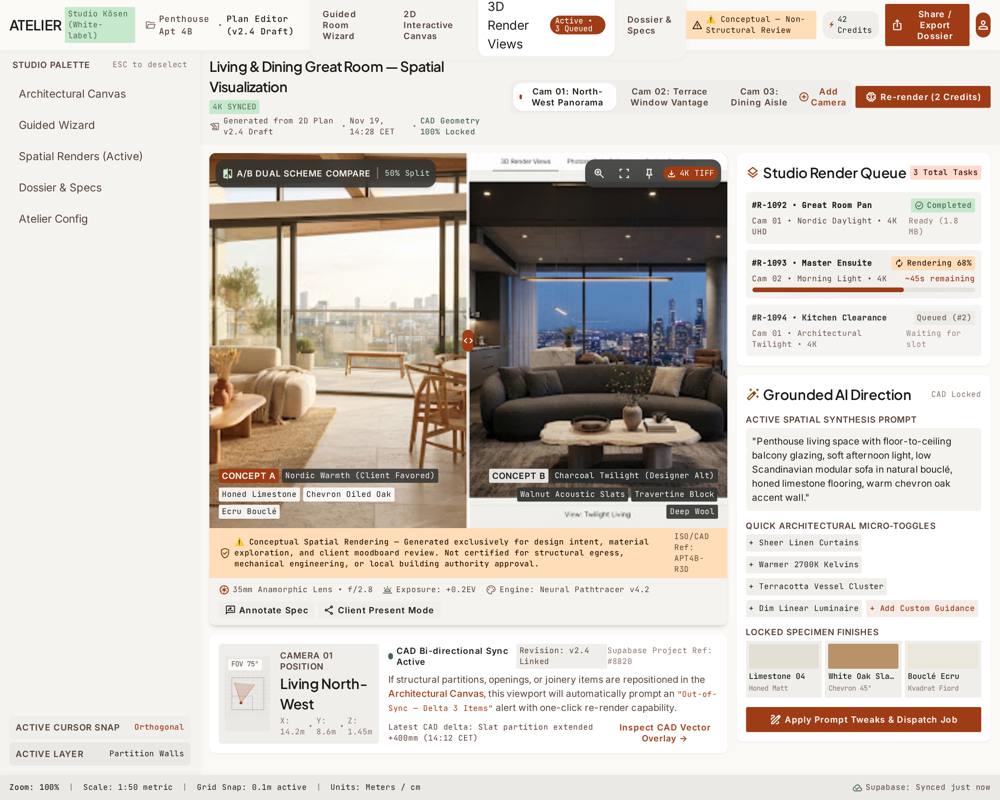 ATELIER
Studio Kōsen
(White-
label)
Penthouse
Apt 4B
•
Plan Editor
(v2.4 Draft)
Guided
Room
Wizard
2D
Interactive
Canvas
3D
Render
Views
Active •
3 Queued
Dossier &
Specs
⚠️ Conceptual — Non-
Structural Review
42
Credits
Share /
Export
Dossier
STUDIO PALETTE
ESC to deselect
Architectural Canvas
Guided Wizard
Spatial Renders (Active)
Dossier & Specs
Atelier Config
ACTIVE CURSOR SNAP
Orthogonal
ACTIVE LAYER
Partition Walls
Living & Dining Great Room — Spatial
Visualization
4K SYNCED
Generated from 2D Plan
v2.4 Draft
•
Nov 19,
14:28 CET
•
CAD Geometry
100% Locked
Cam 01: North-
West Panorama
Cam 02: Terrace
Window Vantage
Cam 03:
Dining Aisle
Add
Camera
Re-render (2 Credits)
A/B DUAL SCHEME COMPARE
50% Split
3D Render Views
4K TIFF
CONCEPT A
Nordic Warmth (Client Favored)
Honed Limestone
Chevron Oiled Oak
Ecru Bouclé
CONCEPT B
Charcoal Twilight (Designer Alt)
Walnut Acoustic Slats
Travertine Block
Deep Wool
View: Twilight Living
⚠️ Conceptual Spatial Rendering — Generated exclusively for design intent, material
exploration, and client moodboard review. Not certified for structural egress,
mechanical engineering, or local building authority approval.
ISO/CAD
Ref:
APT4B-
R3D
35mm Anamorphic Lens • f/2.8
Exposure: +0.2EV
Engine: Neural Pathtracer v4.2
Annotate Spec
Client Present Mode
FOV 75°
CAMERA 01
POSITION
Living North-
West
X:
14.2m
•
Y:
8.6m
•
Z:
1.45m
CAD Bi-directional Sync
Active
Revision: v2.4
Linked
Supabase Project Ref:
#8820
If structural partitions, openings, or joinery items are repositioned in the
Architectural Canvas, this viewport will automatically prompt an "Out-of-
Sync — Delta 3 Items" alert with one-click re-render capability.
Latest CAD delta: Slat partition extended
+400mm (14:12 CET)
Inspect CAD Vector
Overlay →
Studio Render Queue
3 Total Tasks
#R-1092 • Great Room Pan
Completed
Cam 01 • Nordic Daylight • 4K
UHD
Ready (1.8
MB)
#R-1093 • Master Ensuite
Rendering 68%
Cam 02 • Morning Light • 4K
~45s remaining
#R-1094 • Kitchen Clearance
Queued (#2)
Cam 01 • Architectural
Twilight • 4K
Waiting for
slot
Grounded AI Direction
CAD Locked
ACTIVE SPATIAL SYNTHESIS PROMPT
"Penthouse living space with floor-to-ceiling
balcony glazing, soft afternoon light, low
Scandinavian modular sofa in natural bouclé,
honed limestone flooring, warm chevron oak
accent wall."
QUICK ARCHITECTURAL MICRO-TOGGLES
+ Sheer Linen Curtains
+ Warmer 2700K Kelvins
+ Terracotta Vessel Cluster
+ Dim Linear Luminaire
+ Add Custom Guidance
LOCKED SPECIMEN FINISHES
Limestone 04
Honed Matt
White Oak Sla…
Chevron 45°
Bouclé Ecru
Kvadrat Fiord
Apply Prompt Tweaks & Dispatch Job
Zoom: 100% | Scale: 1:50 metric | Grid Snap: 0.1m active | Units: Meters / cm
Supabase: Synced just now